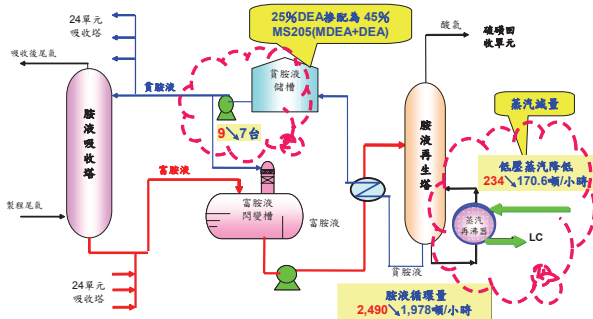 24單元
吸收塔
吸收後尾氣
貧胺液
25%DEA摻配為 45%
MS205(MDEA+DEA)
貧胺液
儲槽
酸氣
硫磺回
收單元
蒸汽減量
低壓蒸汽降低
234↘170.6噸/小時
胺液吸收塔
9↘7台
胺液再生塔
富胺液
富胺液
閃變槽
富胺液
製程尾氣
蒸汽
再沸器
LC
24單元
吸收塔
貧胺液
胺液循環量
2,490↘1,978噸/小時